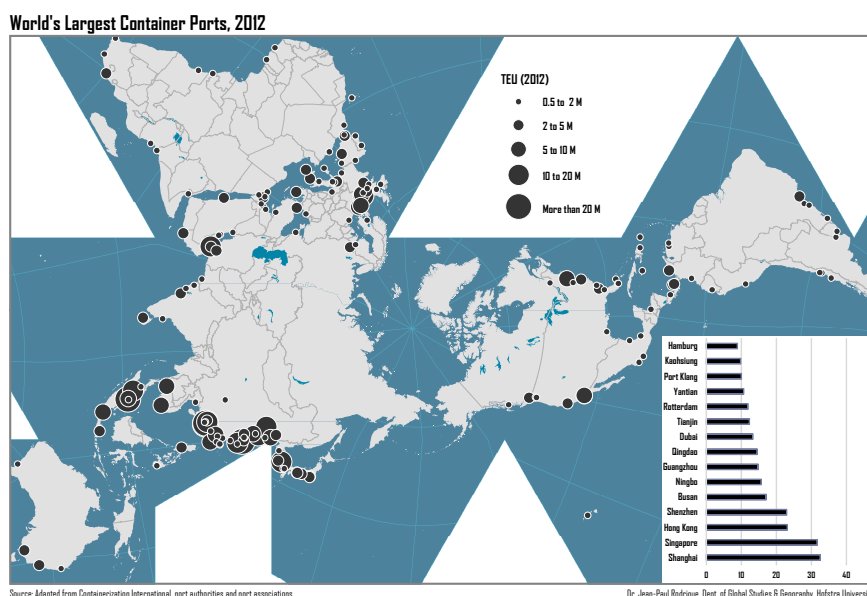 World's Largest Container Ports, 2012
TEU (2012)
0.5 to 2 M
2 to 5 M
5 to 10 M
10 to 20 M
More than 20 M
Hamburg
Kaohsiung
Port Klang
Yantian
Rotterdam
Tianjin
Dubai
Qingdao
Guangzhou
Ningbo
Busan
Shenzhen
Hong Kong
Singapore
Shanghai
0 10 20 30 40
Source: Adapted from Containerization International, port authorities and port associations.
Dr. Jean-Paul Rodrigue, Dept. of Global Studies & Geography, Hofstra Univers